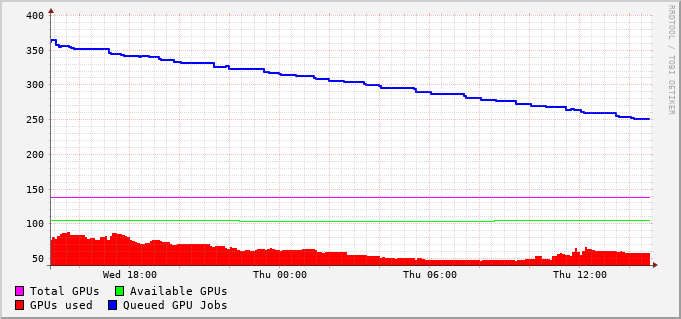 400
350
300
250
200
150
100
50
Wed 18:00 Thu 00:00 Thu 06:00 Thu 12:00
Total GPUs Available GPUs
GPUs used Queued GPU Jobs
RRDTOOL / TOBI OETIKER